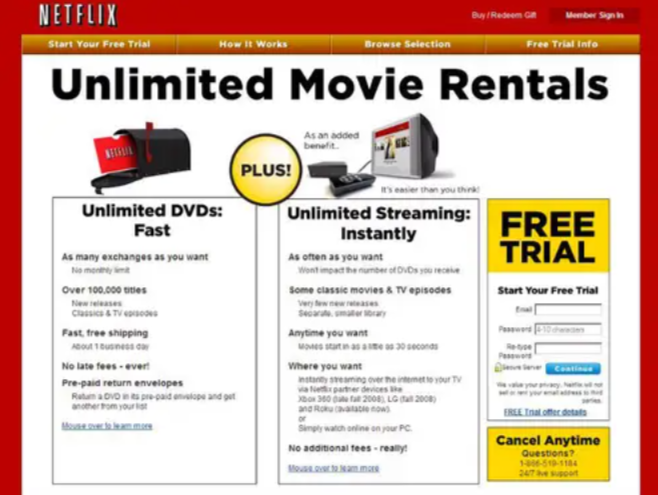 NETFLIX
Buy / Redeem Gift
Member Sign In
Start Your Free Trial
How It Works
Browse Selection
Free Trial Info
Unlimited Movie Rentals
NETFLIX
PLUS!
As an added
benefit..
It's easier than you think!
Unlimited DVDs:
Fast
As many exchanges as you want
No monthly limit
Over 100,000 titles
New releases
Classics & TV episodes
Fast, free shipping
About 1 business day
No late fees - ever!
Pre-paid return envelopes
Return a DVD in its pre-paid envelope and get
another from your list
Mouse over to learn more
Unlimited Streaming:
Instantly
As often as you want
Won't impact the number of DVDs you receive
Some classic movies & TV episodes
Very few new releases
Separate, smaller library
Anytime you want
Movies start in as a little as 30 seconds
Where you want
Instantly streaming over the internet to your TV
via Netflix partner devices like
Xbox 360 (late fall 2008), LG (fall 2008)
and Roku (available now).
or
Simply watch online on your PC.
No additional fees - really!
Mouse over to learn more
FREE
TRIAL
Start Your Free Trial
Email
Password 4-10 characters
Re-type
Password
Secure Server Continue
We value your privacy. Netflix will not
sell or rent your email address to third
parties.
FREE Trial offer details
Cancel Anytime
Questions?
1-866-519-1184
24/7 live support